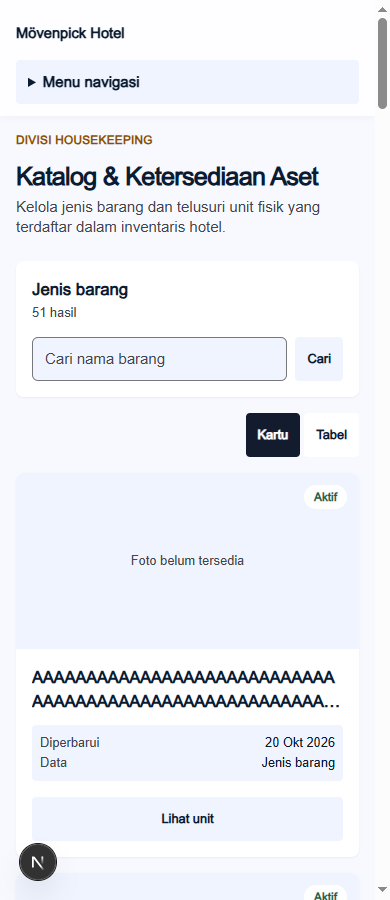 Mövenpick Hotel
▶ Menu navigasi
DIVISI HOUSEKEEPING
Katalog & Ketersediaan Aset
Kelola jenis barang dan telusuri unit fisik yang
terdaftar dalam inventaris hotel.
Jenis barang
51 hasil
Cari nama barang
Cari
Kartu
Tabel
Aktif
Foto belum tersedia
AAAAAAAAAAAAAAAAAAAAAAAAAAAA
AAAAAAAAAAAAAAAAAAAAAAAAAAA…
Diperbarui 20 Okt 2026
Data Jenis barang
Lihat unit
N
Aktif